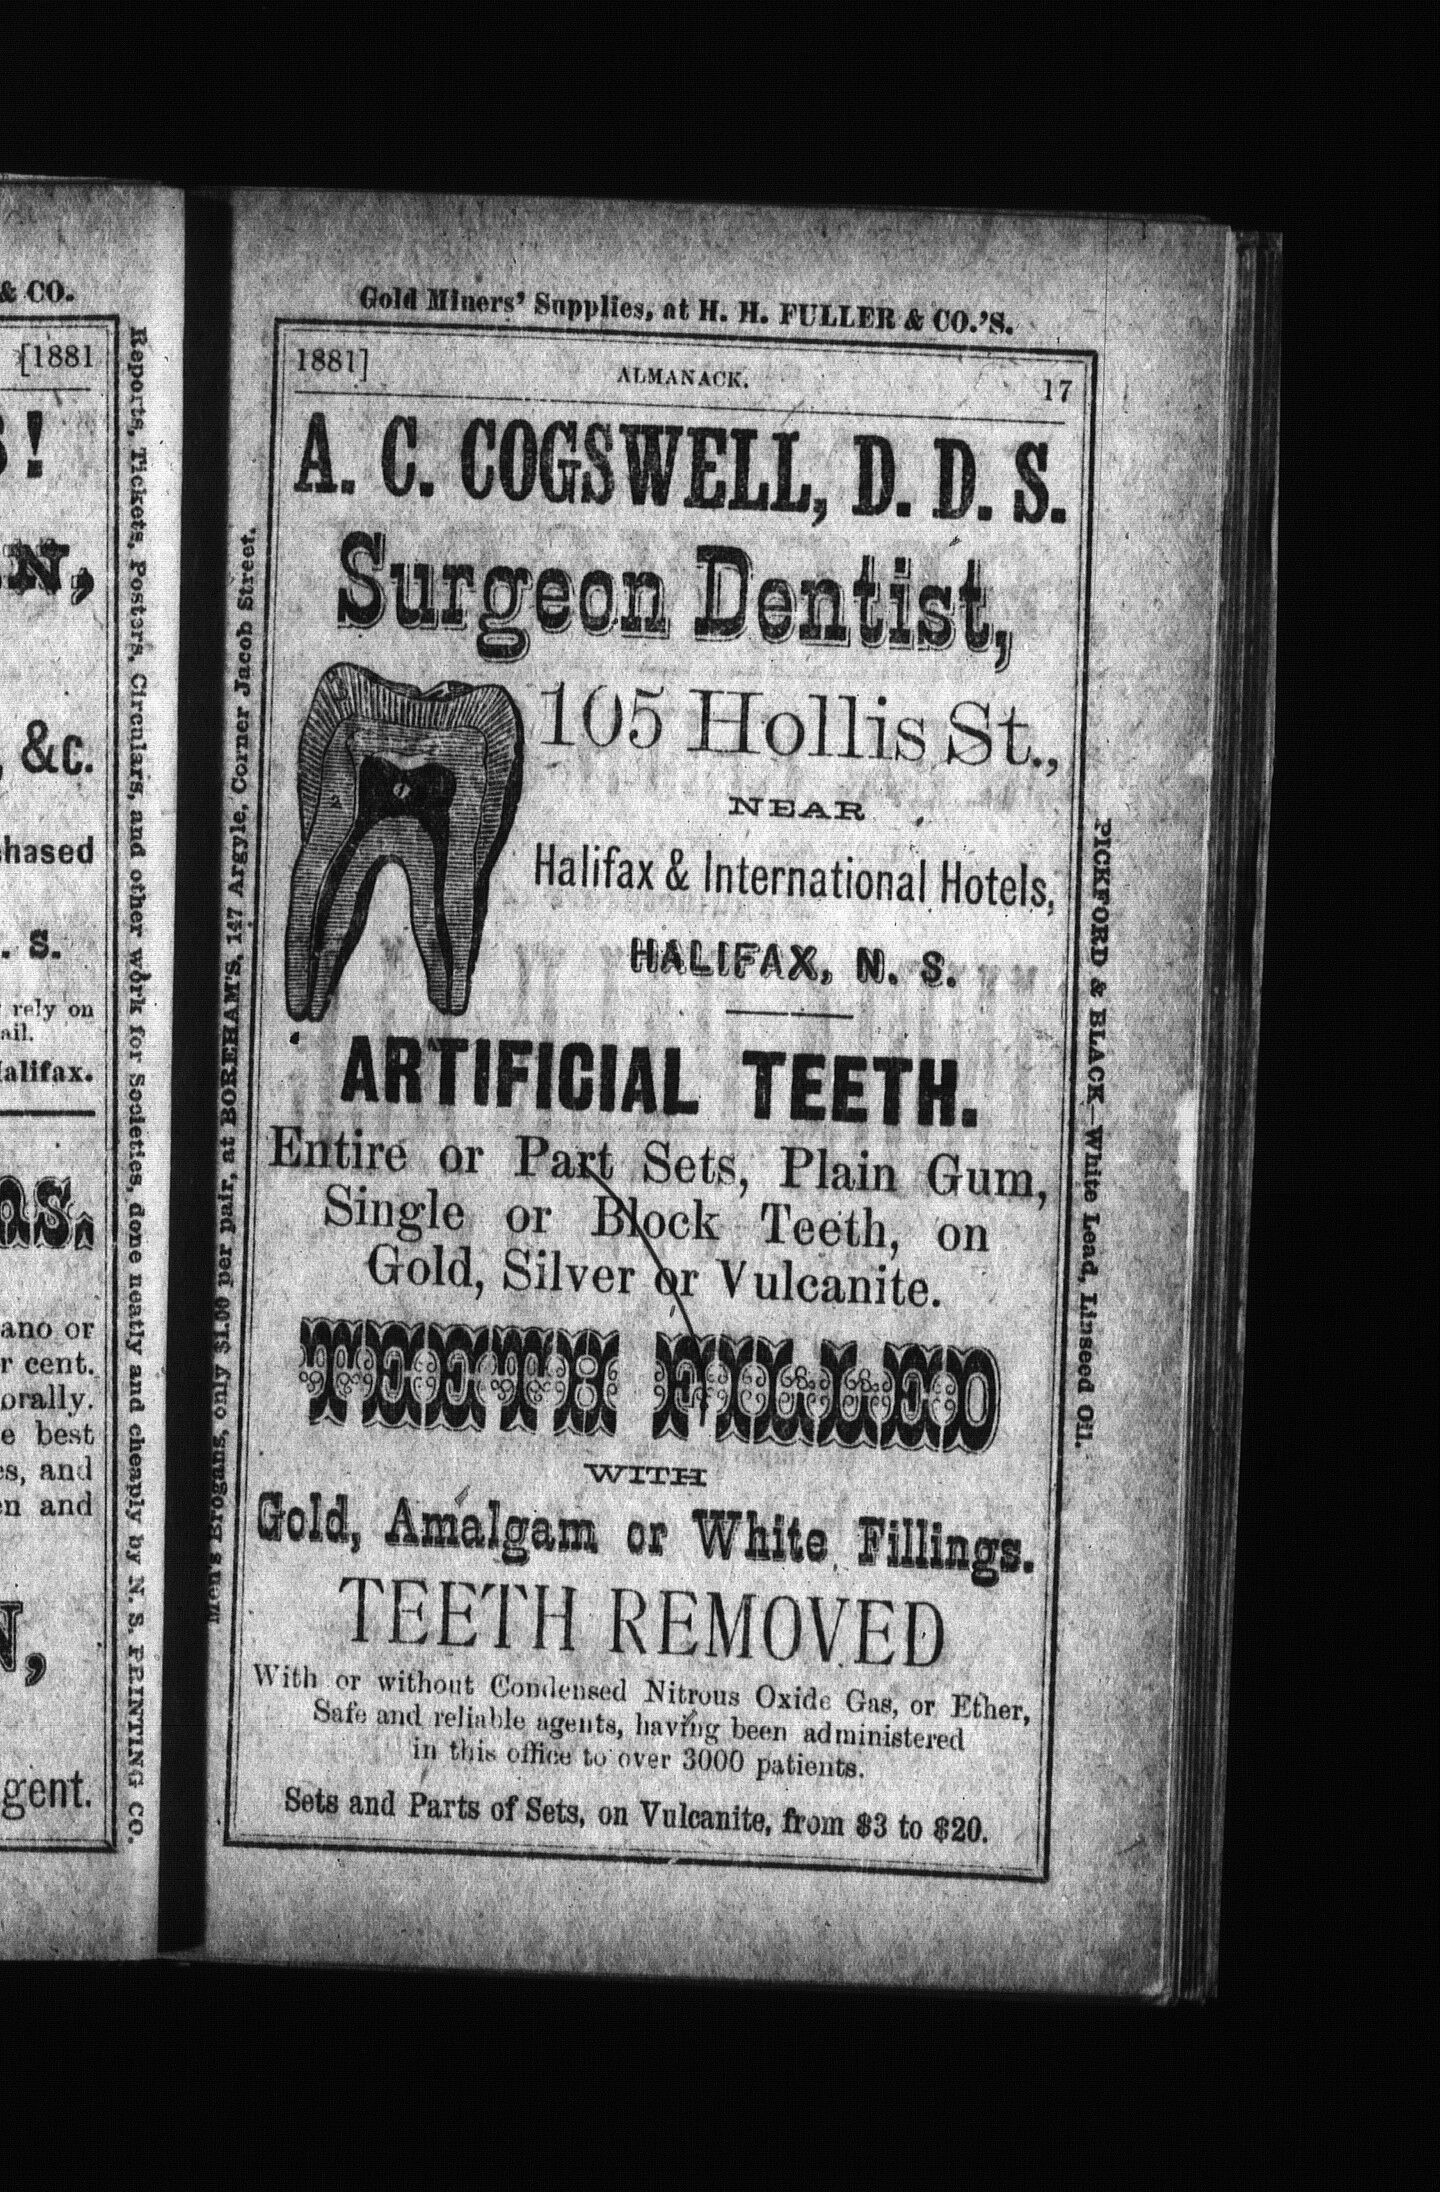 & CO.
[1881
!
N,
, &c.
. S.
rely on
Halifax.
ano or
r cent.
orally.
e best
and
and
N,
gent.
Reports, Tickets, Posters, Circulars, and other work for Societies, done neatly and cheaply by N. S. PRINTING CO.
Men's Brogans, only $1.00 per pair, at BOREHAM'S, 147 Argyle, Corner Jacob Street.
Gold Miners' Supplies, at H. H. FULLER & CO.'S.
1881] ALMANACK. 17
A. C. COGSWELL, D. D. S.
Surgeon Dentist,
105 Hollis St.,
NEAR
Halifax & International Hotels,
HALIFAX, N. S.
ARTIFICIAL TEETH.
Entire or Part Sets, Plain Gum,
Single or Block Teeth, on
Gold, Silver or Vulcanite.
TEETH FILLED
WITH
Gold, Amalgam or White Fillings.
TEETH REMOVED
With or without Condensed Nitrous Oxide Gas, or Ether,
Safe and reliable agents, having been administered
in this office to over 3000 patients.
Sets and Parts of Sets, on Vulcanite, from $3 to $20.
PICKFORD & BLACK—White Lead, Linseed Oil.